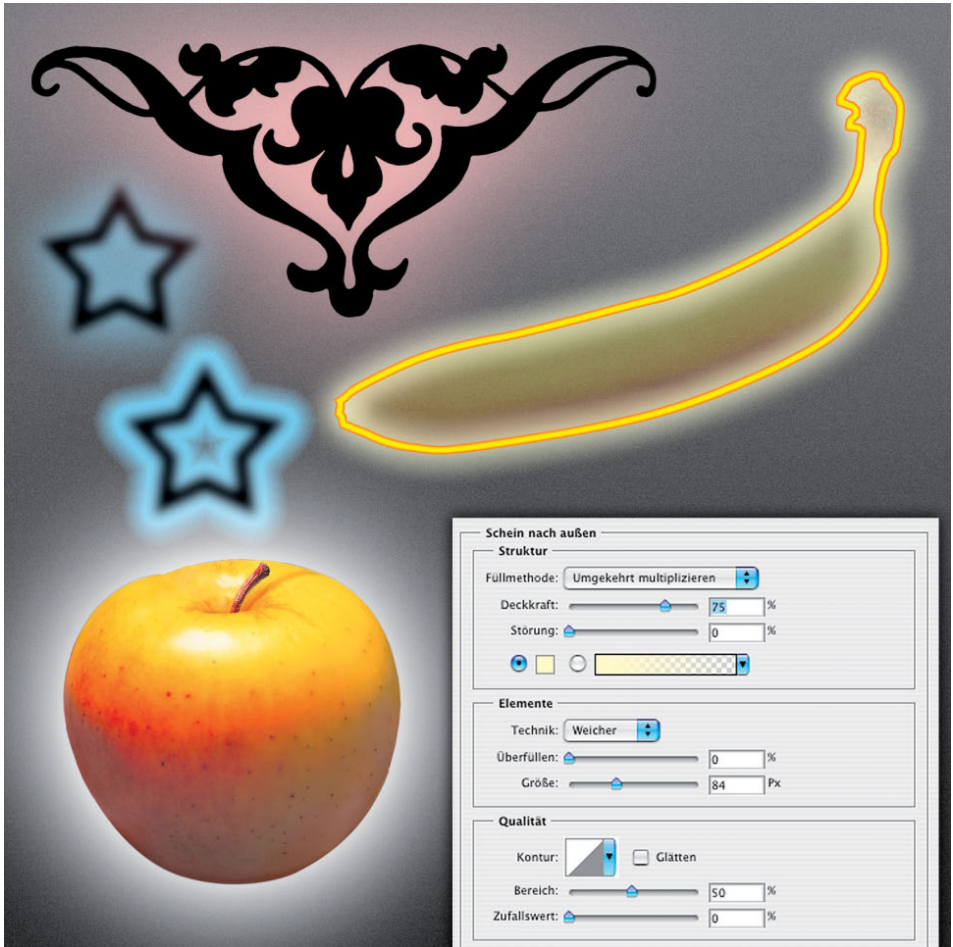 Schein nach außen
Struktur
Füllmethode: Umgekehrt multiplizieren
Deckkraft: 75 %
Störung: 0 %
Elemente
Technik: Weicher
Überfüllen: 0 %
Größe: 84 Px
Qualität
Kontur: Glätten
Bereich: 50 %
Zufallswert: 0 %